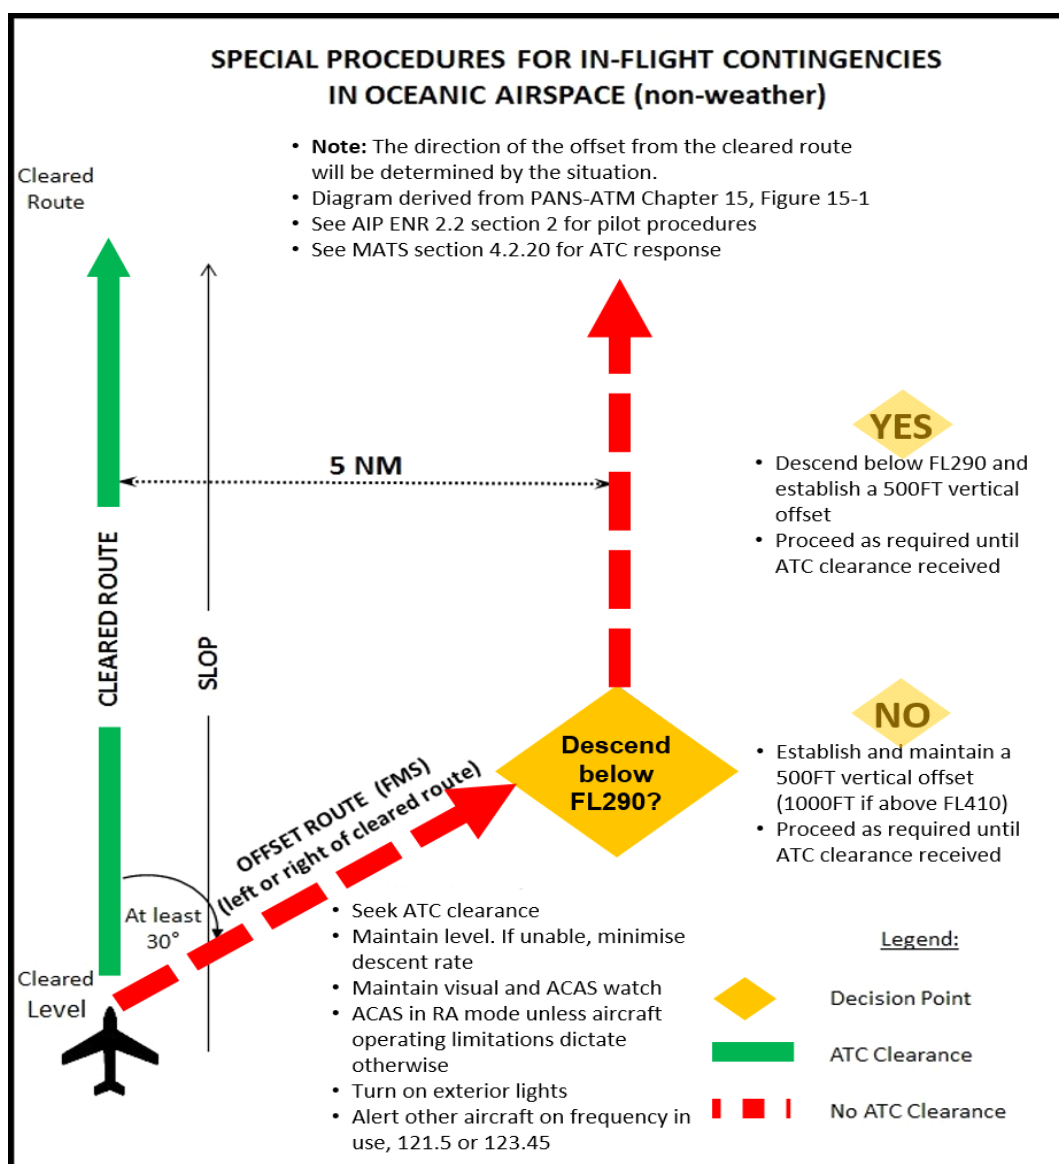 SPECIAL PROCEDURES FOR IN-FLIGHT CONTINGENCIES
IN OCEANIC AIRSPACE (non-weather)
• Note: The direction of the offset from the cleared route
will be determined by the situation.
• Diagram derived from PANS-ATM Chapter 15, Figure 15-1
• See AIP ENR 2.2 section 2 for pilot procedures
• See MATS section 4.2.20 for ATC response
Cleared
Route
5 NM
CLEARED ROUTE
SLOP
YES
• Descend below FL290 and
establish a 500FT vertical
offset
• Proceed as required until
ATC clearance received
NO
• Establish and maintain a
500FT vertical offset
(1000FT if above FL410)
• Proceed as required until
ATC clearance received
Descend
below
FL290?
OFFSET ROUTE (FMS)
(left or right of cleared route)
At least
30°
Cleared
Level
• Seek ATC clearance
• Maintain level. If unable, minimise
descent rate
• Maintain visual and ACAS watch
• ACAS in RA mode unless aircraft
operating limitations dictate
otherwise
• Turn on exterior lights
• Alert other aircraft on frequency in
use, 121.5 or 123.45
Legend:
Decision Point
ATC Clearance
No ATC Clearance